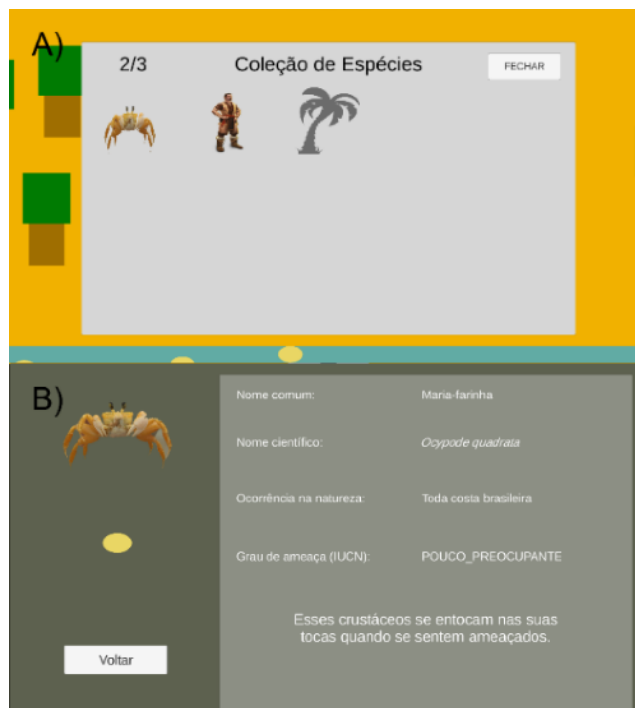 A)
2/3 Coleção de Espécies FECHAR
B)
Nome comum: Maria-farinha
Nome científico: Ocypode quadrata
Ocorrência na natureza: Toda costa brasileira
Grau de ameaça (IUCN): POUCO_PREOCUPANTE
Esses crustáceos se entocam nas suas
tocas quando se sentem ameaçados.
Voltar